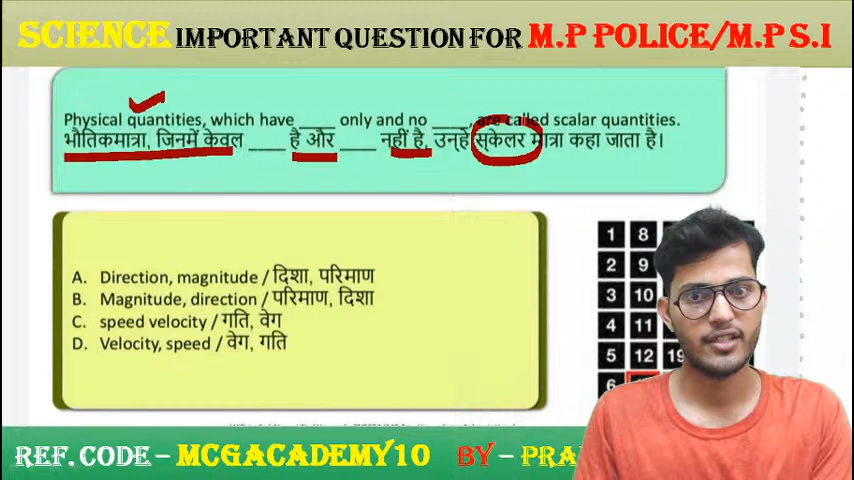 SCIENCE IMPORTANT QUESTION FOR M.P POLICE/M.P S.I
Physical quantities, which have ____ only and no ____, are called scalar quantities.
भौतिकमात्रा, जिनमें केवल ____ है और ____ नहीं है, उन्हे स्केलर मात्रा कहा जाता है।
A. Direction, magnitude / दिशा, परिमाण
B. Magnitude, direction / परिमाण, दिशा
C. speed velocity / गति, वेग
D. Velocity, speed / वेग, गति
1 8
2 9
3 10
4 11
5 12 19
6
REF. CODE – MCGACADEMY10 BY – PRA